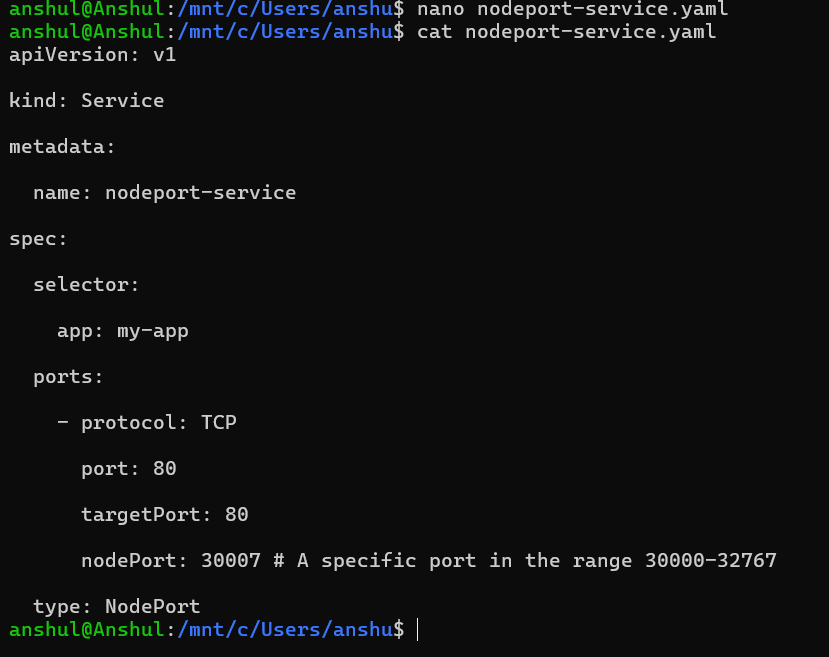 anshul@Anshul:/mnt/c/Users/anshu$ nano nodeport-service.yaml
anshul@Anshul:/mnt/c/Users/anshu$ cat nodeport-service.yaml
apiVersion: v1
kind: Service
metadata:
  name: nodeport-service
spec:
  selector:
    app: my-app
  ports:
    - protocol: TCP
      port: 80
      targetPort: 80
      nodePort: 30007 # A specific port in the range 30000-32767
  type: NodePort
anshul@Anshul:/mnt/c/Users/anshu$